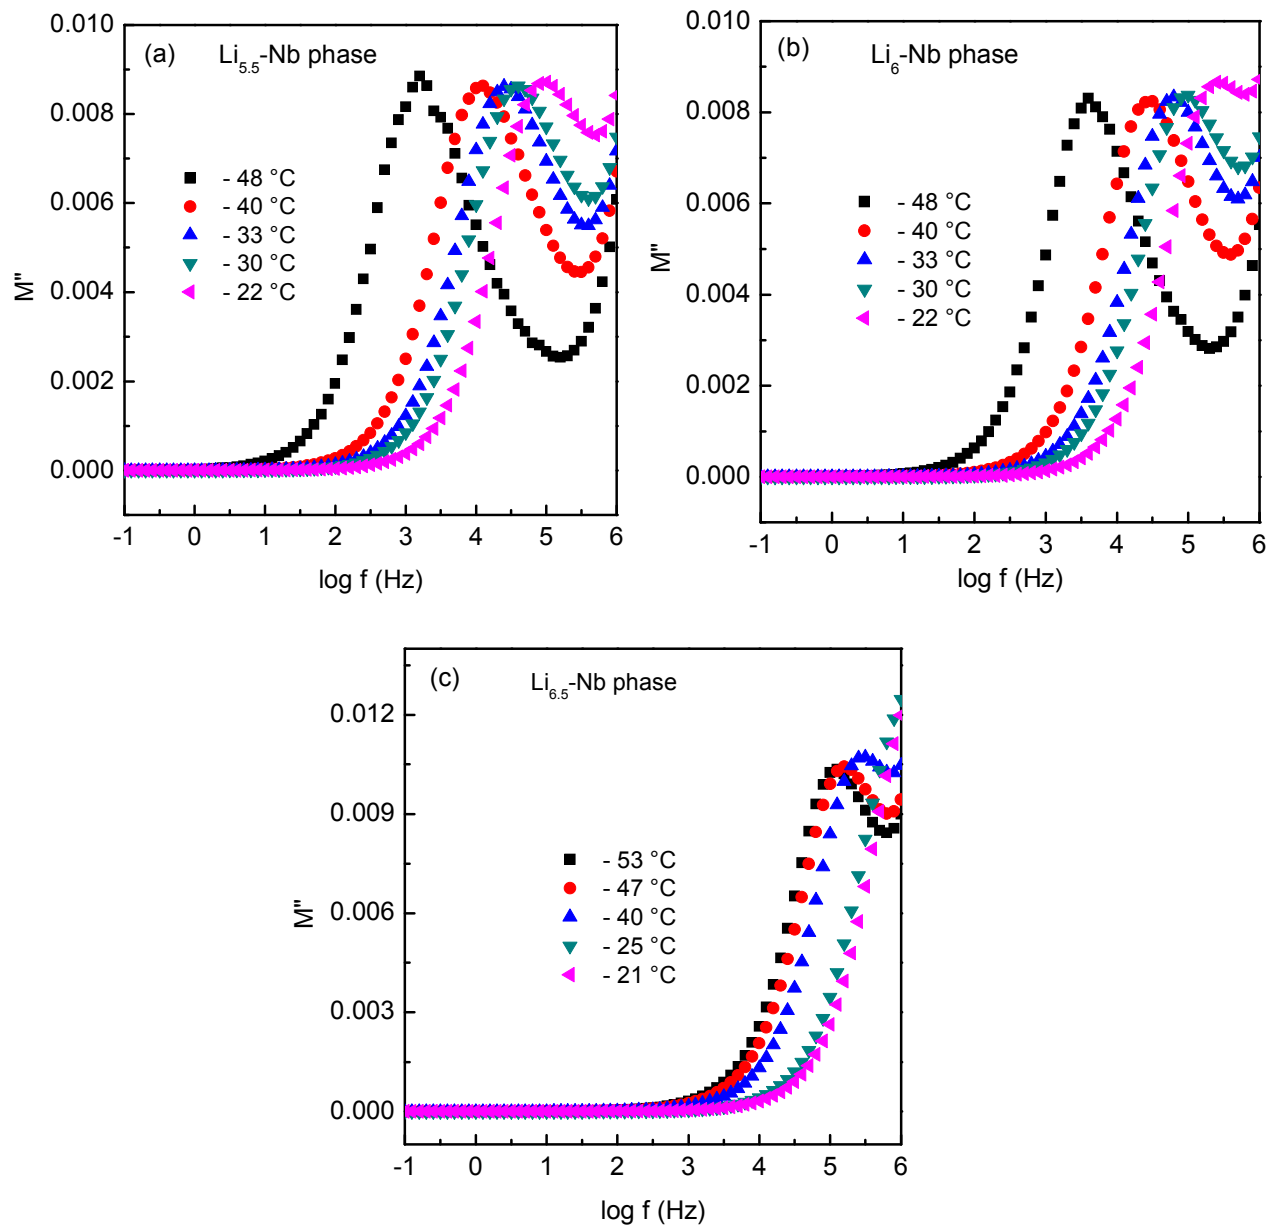 (a) Li5.5-Nb phase
0.010
0.008
0.006
0.004
0.002
0.000
M"
- 48 °C
- 40 °C
- 33 °C
- 30 °C
- 22 °C
-1 0 1 2 3 4 5 6
log f (Hz)
(b) Li6-Nb phase
0.010
0.008
0.006
0.004
0.002
0.000
M"
- 48 °C
- 40 °C
- 33 °C
- 30 °C
- 22 °C
-1 0 1 2 3 4 5 6
log f (Hz)
(c) Li6.5-Nb phase
0.012
0.009
0.006
0.003
0.000
M"
- 53 °C
- 47 °C
- 40 °C
- 25 °C
- 21 °C
-1 0 1 2 3 4 5 6
log f (Hz)